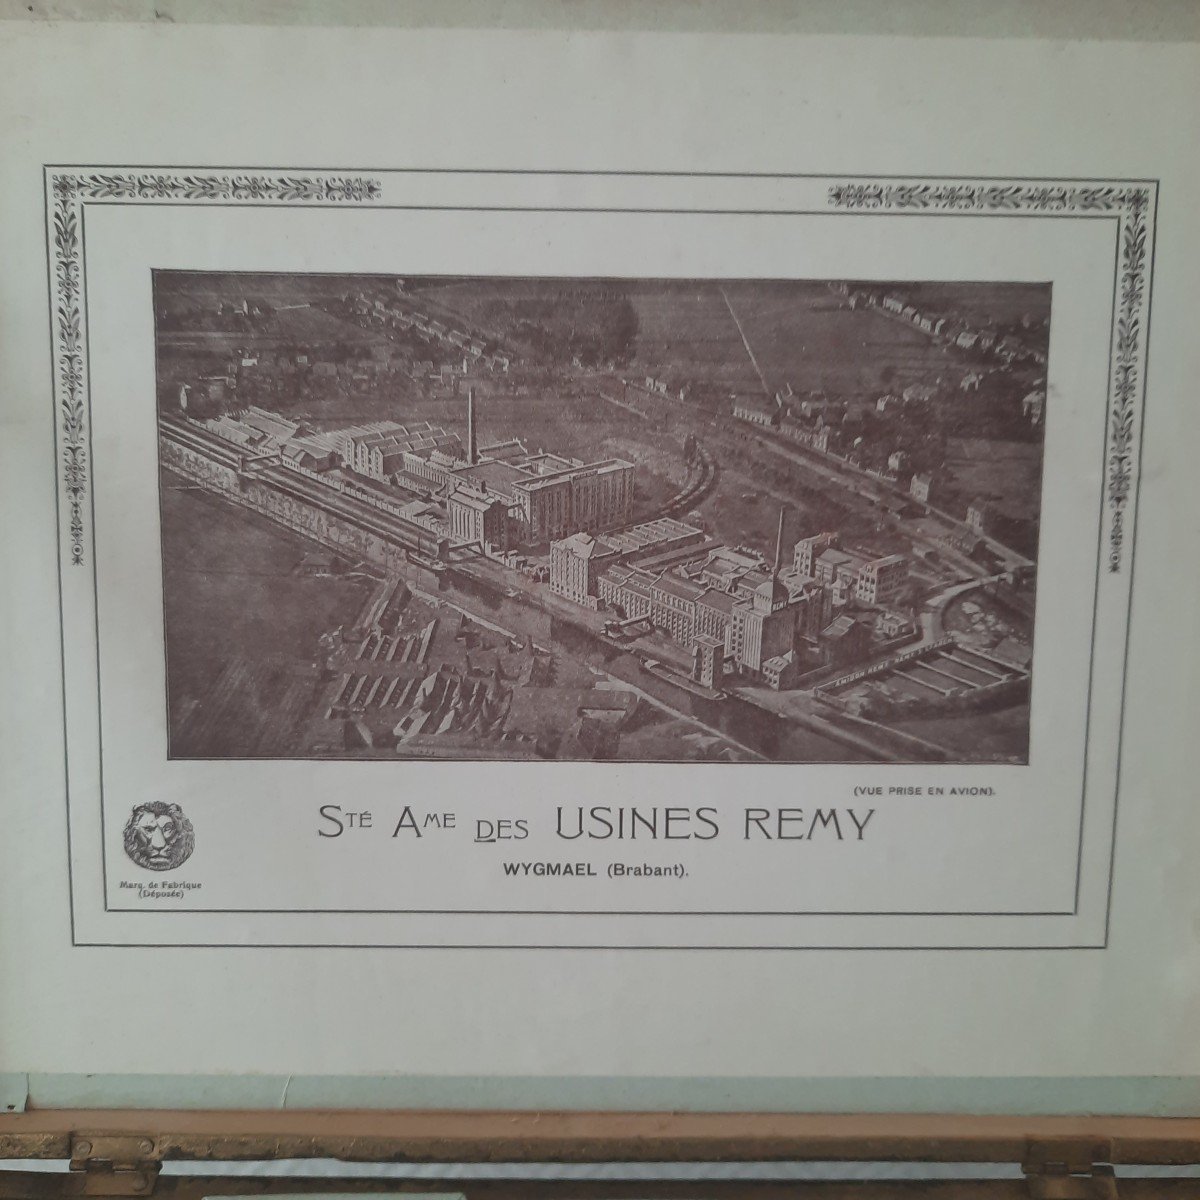 (VUE PRISE EN AVION).
STÉ AME DES USINES REMY
WYGMAEL (Brabant).
Marq. de Fabrique
(Déposée)